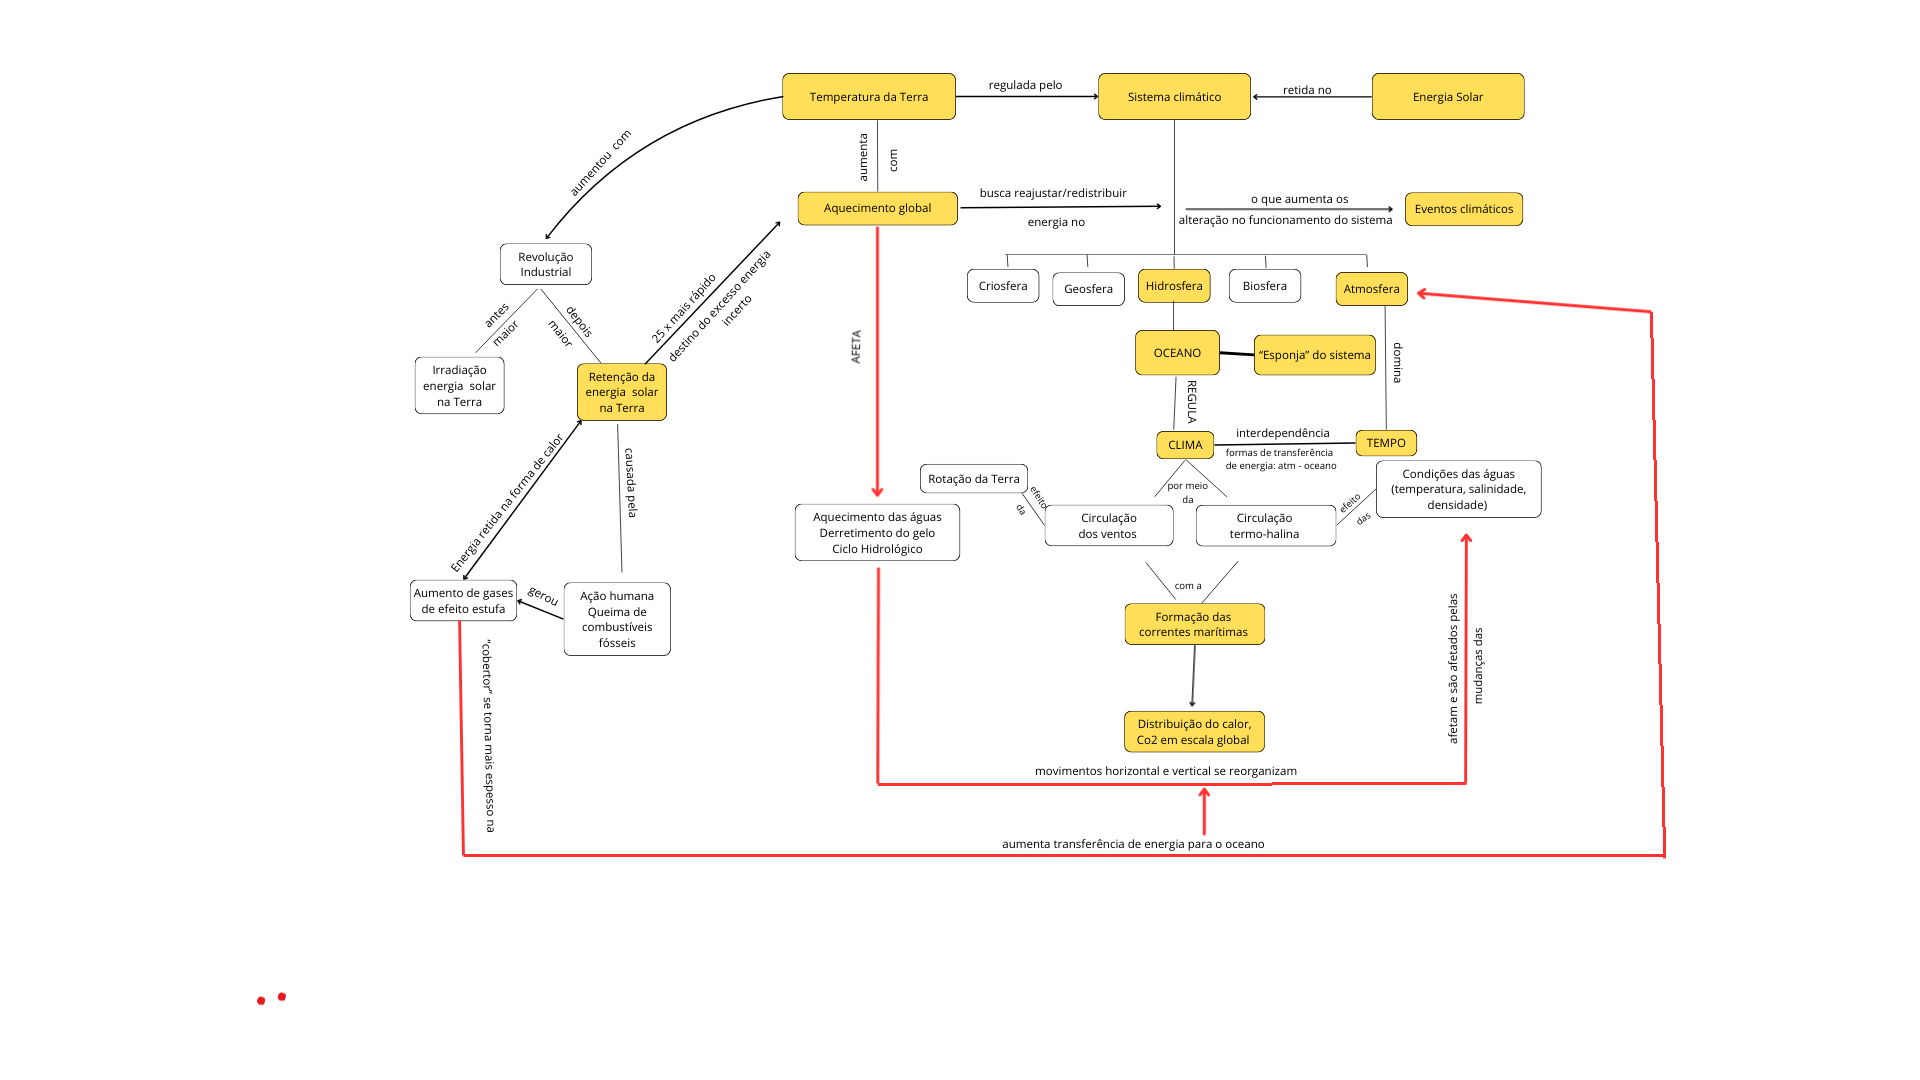 Temperatura da Terra
regulada pelo
Sistema climático
retida no
Energia Solar
aumentou com
aumenta
com
Aquecimento global
busca reajustar/redistribuir
energia no
o que aumenta os
alteração no funcionamento do sistema
Eventos climáticos
Revolução
Industrial
antes
maior
depois
maior
25 x mais rápido
destino do excesso energia
incerto
Criosfera
Geosfera
Hidrosfera
Biosfera
Atmosfera
Irradiação
energia solar
na Terra
Retenção da
energia solar
na Terra
AFETA
OCEANO
“Esponja” do sistema
domina
REGULA
CLIMA
interdependência
formas de transferência
de energia: atm - oceano
TEMPO
Energia retida na forma de calor
causada pela
Rotação da Terra
efeito
da
por meio
da
Condições das águas
(temperatura, salinidade,
densidade)
efeito
das
Aquecimento das águas
Derretimento do gelo
Ciclo Hidrológico
Circulação
dos ventos
Circulação
termo-halina
com a
Aumento de gases
de efeito estufa
gerou
Ação humana
Queima de
combustíveis
fósseis
Formação das
correntes marítimas
“cobertor” se torna mais espesso na
afetam e são afetados pelas
mudanças das
Distribuição do calor,
Co2 em escala global
movimentos horizontal e vertical se reorganizam
aumenta transferência de energia para o oceano